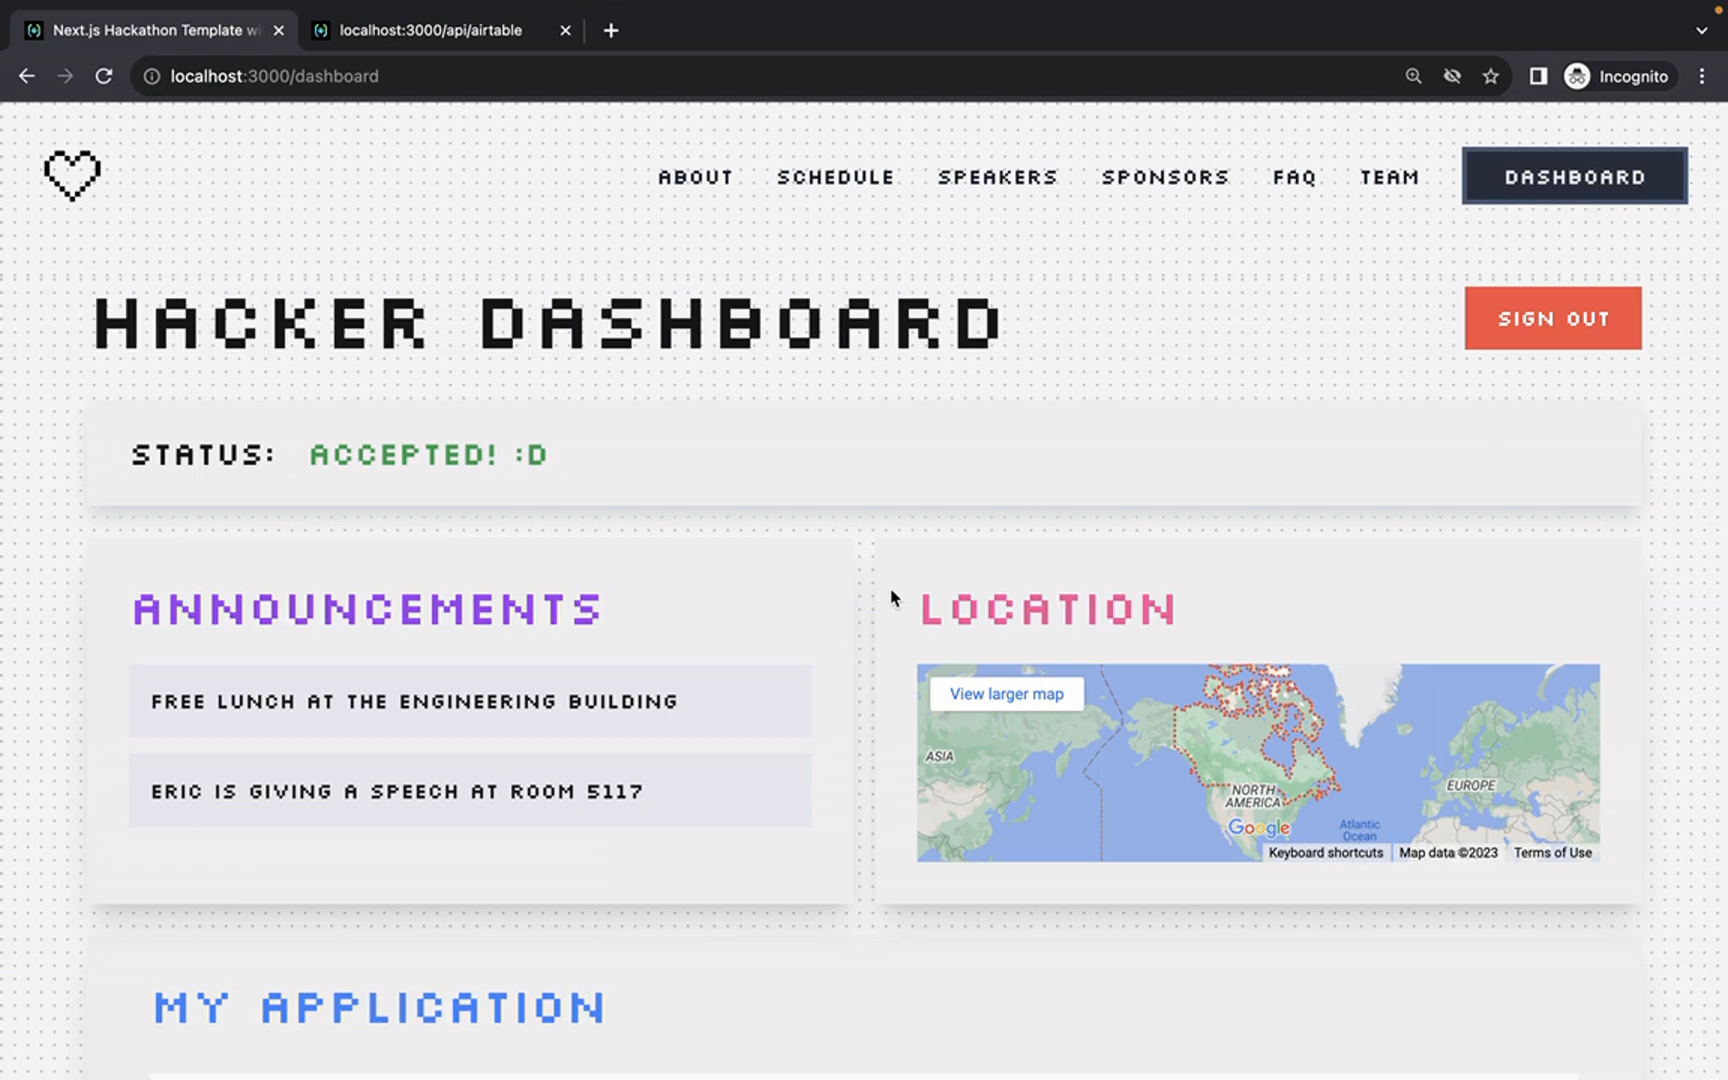 Next.js Hackathon Template wi
localhost:3000/api/airtable
localhost:3000/dashboard
Incognito
ABOUT
SCHEDULE
SPEAKERS
SPONSORS
FAQ
TEAM
DASHBOARD
HACKER DASHBOARD
SIGN OUT
STATUS: ACCEPTED! :D
ANNOUNCEMENTS
FREE LUNCH AT THE ENGINEERING BUILDING
ERIC IS GIVING A SPEECH AT ROOM 5117
LOCATION
View larger map
ASIA
NORTH
AMERICA
EUROPE
Atlantic
Ocean
Google
Keyboard shortcuts
Map data ©2023
Terms of Use
MY APPLICATION